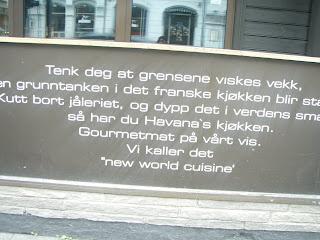 Tenk deg at grensene viskes vekk,
en grunntanken i det franske kjøkken blir stå
Kutt bort jåleriet, og dypp det i verdens sma
så har du Havana`s kjøkken.
Gourmetmat på vårt vis.
Vi kaller det
"new world cuisine'